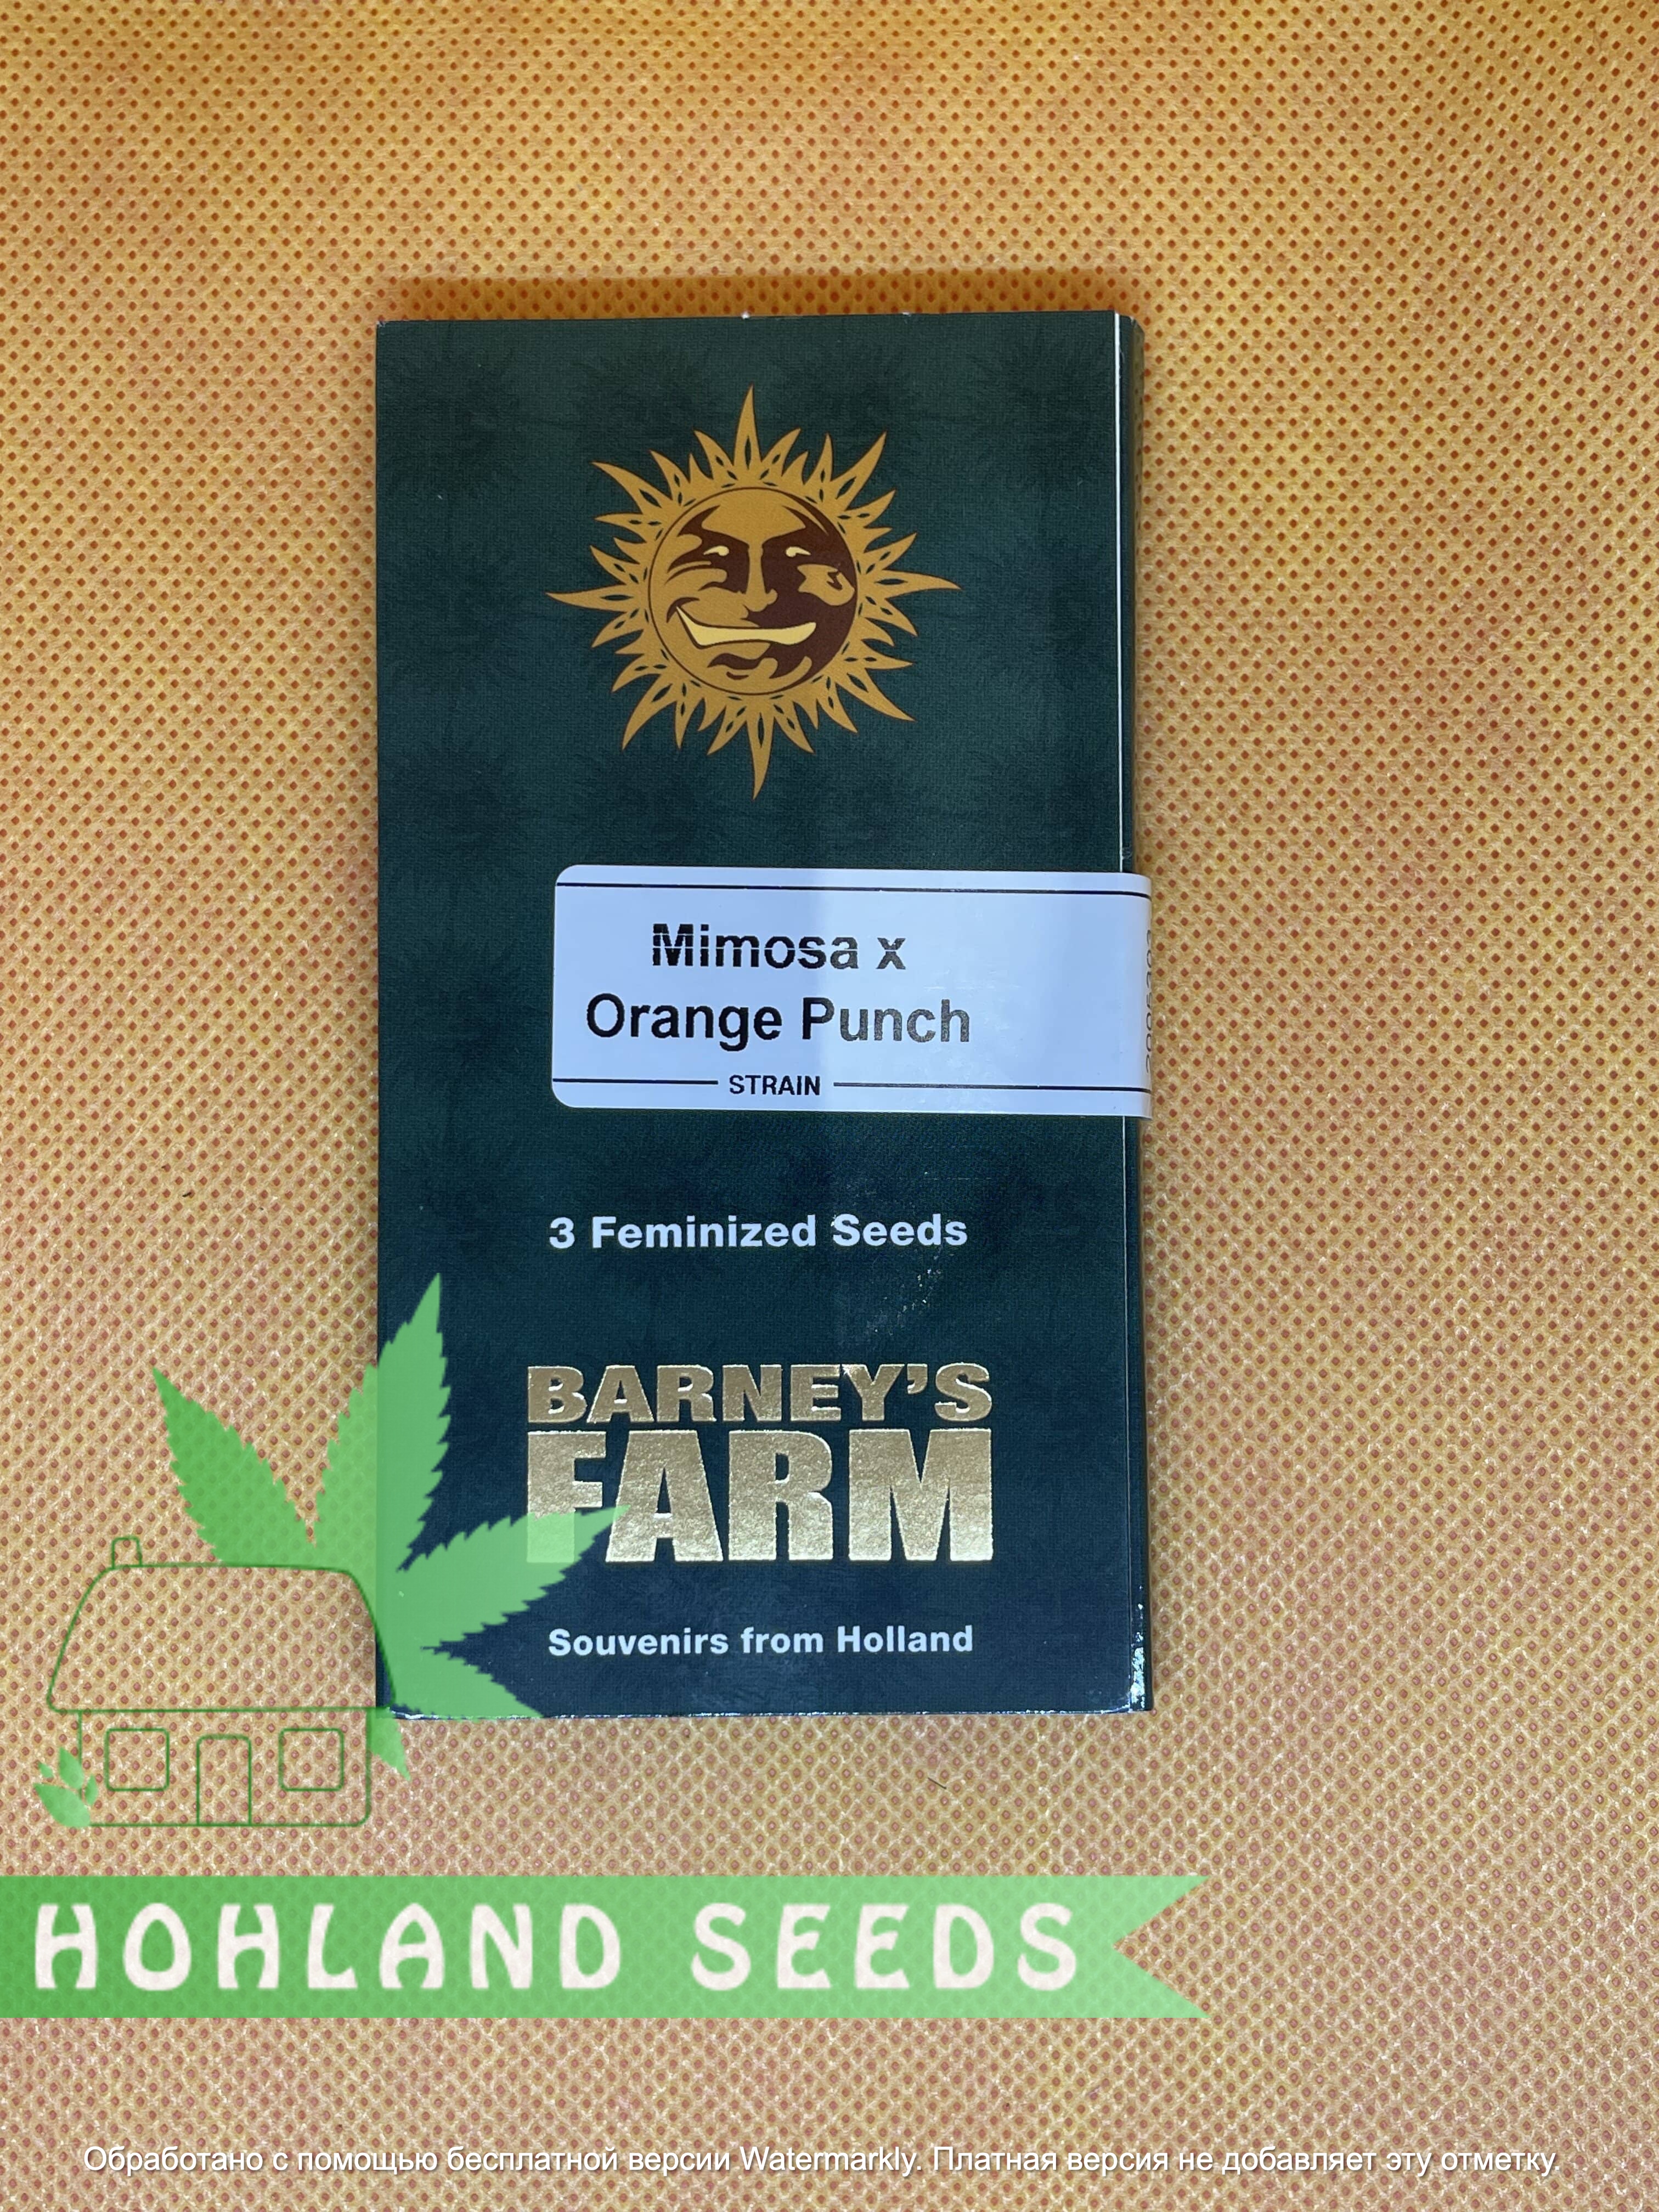 Mimosa x
Orange Punch
STRAIN
3 Feminized Seeds
BARNEY'S
FARM
Souvenirs from Holland
HOHLAND SEEDS
Обработано с помощью бесплатной версии Watermarkly. Платная версия не добавляет эту отметку.